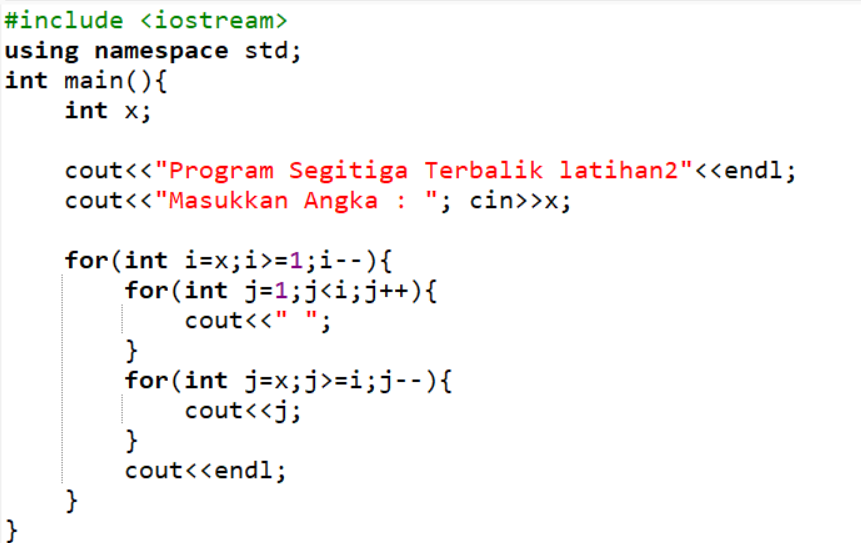 #include <iostream>
using namespace std;
int main(){
    int x;

    cout<<"Program Segitiga Terbalik latihan2"<<endl;
    cout<<"Masukkan Angka : "; cin>>x;

    for(int i=x;i>=1;i--){
        for(int j=1;j<i;j++){
            cout<<" ";
        }
        for(int j=x;j>=i;j--){
            cout<<j;
        }
        cout<<endl;
    }
}